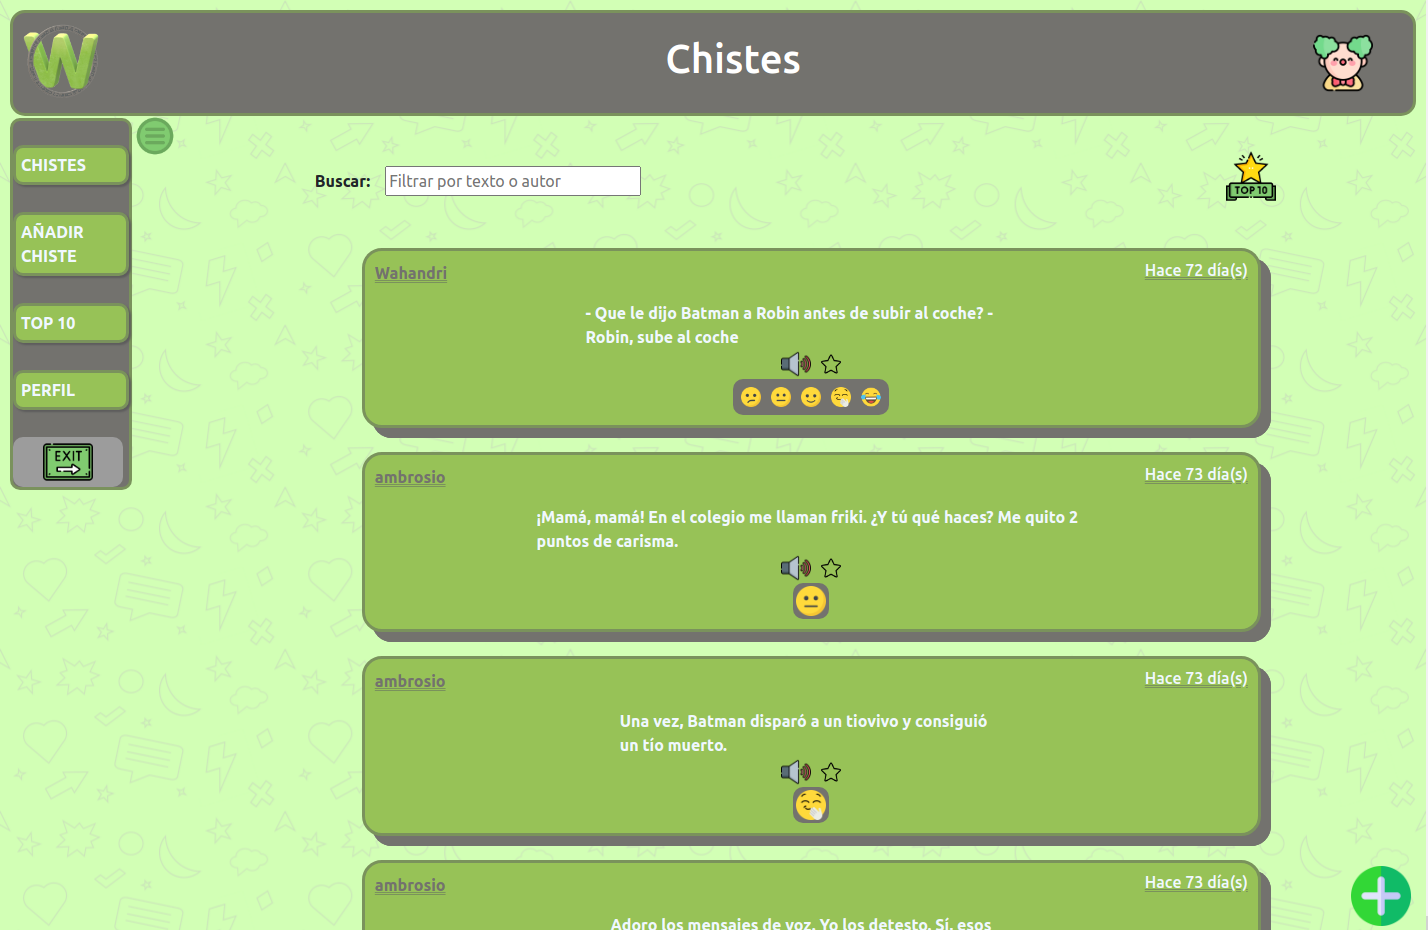 W
Chistes
CHISTES
AÑADIR
CHISTE
TOP 10
PERFIL
EXIT
Buscar:
Filtrar por texto o autor
TOP 10
Wahandri
Hace 72 día(s)
- Que le dijo Batman a Robin antes de subir al coche? -
Robin, sube al coche
ambrosio
Hace 73 día(s)
¡Mamá, mamá! En el colegio me llaman friki. ¿Y tú qué haces? Me quito 2
puntos de carisma.
ambrosio
Hace 73 día(s)
Una vez, Batman disparó a un tiovivo y consiguió
un tío muerto.
ambrosio
Hace 73 día(s)
Adoro los mensajes de voz. Yo los detesto. Sí, esos